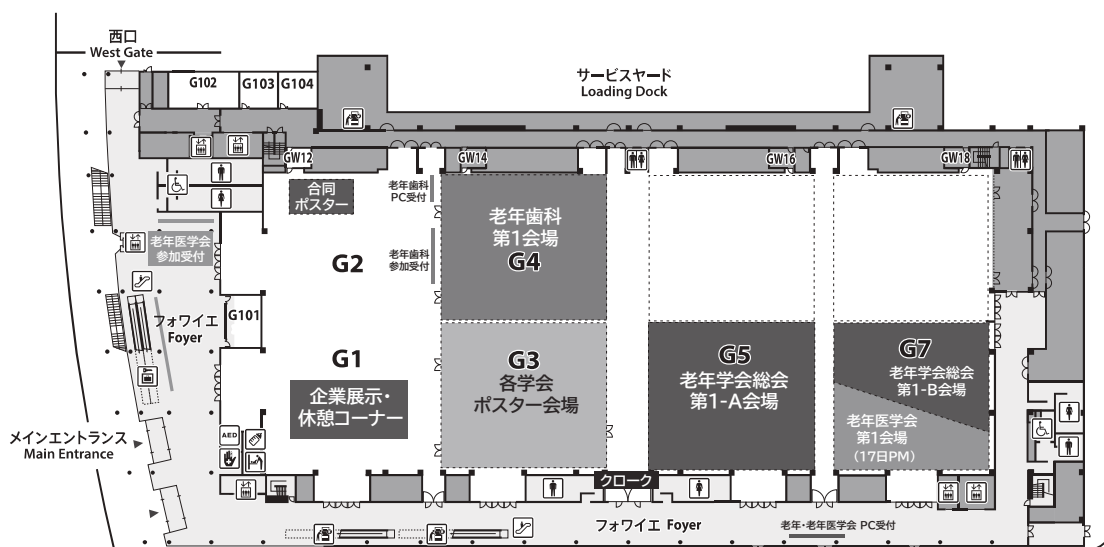 西口
West Gate
G102
G103
G104
サービスヤード
Loading Dock
GW12
GW14
GW16
GW18
合同
ポスター
老年歯科
PC受付
老年歯科
第1会場
G4
老年医学会
参加受付
G2
老年歯科
参加受付
フォワイエ
Foyer
G101
G1
企業展示・
休憩コーナー
G3
各学会
ポスター会場
G5
老年学会総会
第1-A会場
G7
老年学会総会
第1-B会場
老年医学会
第1会場
(17日PM)
メインエントランス
Main Entrance
AED
クローク
フォワイエ Foyer
老年・老年医学会 PC受付